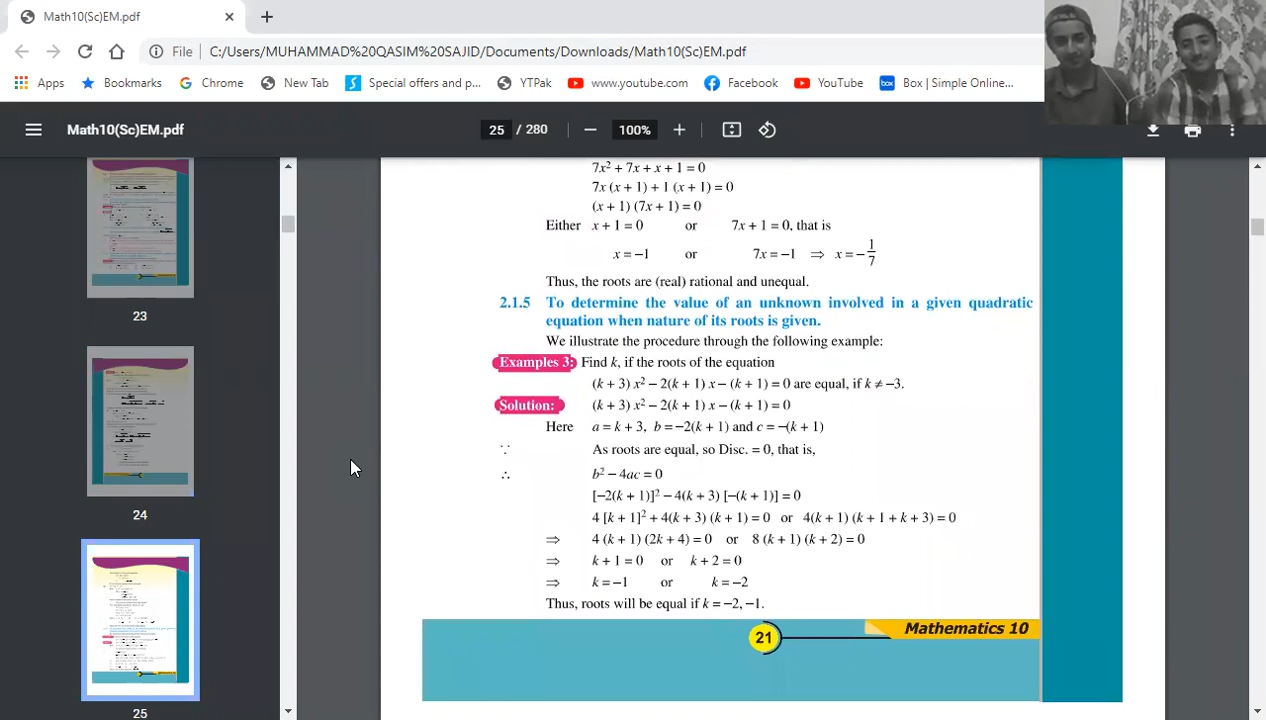 Math10(Sc)EM.pdf
File C:/Users/MUHAMMAD%20QASIM%20SAJID/Documents/Downloads/Math10(Sc)EM.pdf
Apps Bookmarks Chrome New Tab Special offers and p... YTPak www.youtube.com Facebook YouTube Box | Simple Online...
Math10(Sc)EM.pdf 25 / 280 100%
7x² + 7x + x + 1 = 0
7x (x + 1) + 1 (x + 1) = 0
(x + 1) (7x + 1) = 0
Either x + 1 = 0 or 7x + 1 = 0, that is
x = −1 or 7x = −1 ⇒ x = −1/7
Thus, the roots are (real) rational and unequal.
2.1.5 To determine the value of an unknown involved in a given quadratic
equation when nature of its roots is given.
We illustrate the procedure through the following example:
Examples 3: Find k, if the roots of the equation
(k + 3) x² − 2(k + 1) x − (k + 1) = 0 are equal, if k ≠ −3.
Solution: (k + 3) x² − 2(k + 1) x − (k + 1) = 0
Here a = k + 3, b = −2(k + 1) and c = −(k + 1)
∵ As roots are equal, so Disc. = 0, that is,
∴ b² − 4ac = 0
[−2(k + 1)]² − 4(k + 3) [−(k + 1)] = 0
4 [k + 1]² + 4(k + 3) (k + 1) = 0 or 4(k + 1) (k + 1 + k + 3) = 0
⇒ 4 (k + 1) (2k + 4) = 0 or 8 (k + 1) (k + 2) = 0
⇒ k + 1 = 0 or k + 2 = 0
⇒ k = −1 or k = −2
Thus, roots will be equal if k = −2, −1.
21 Mathematics 10
23
24
25